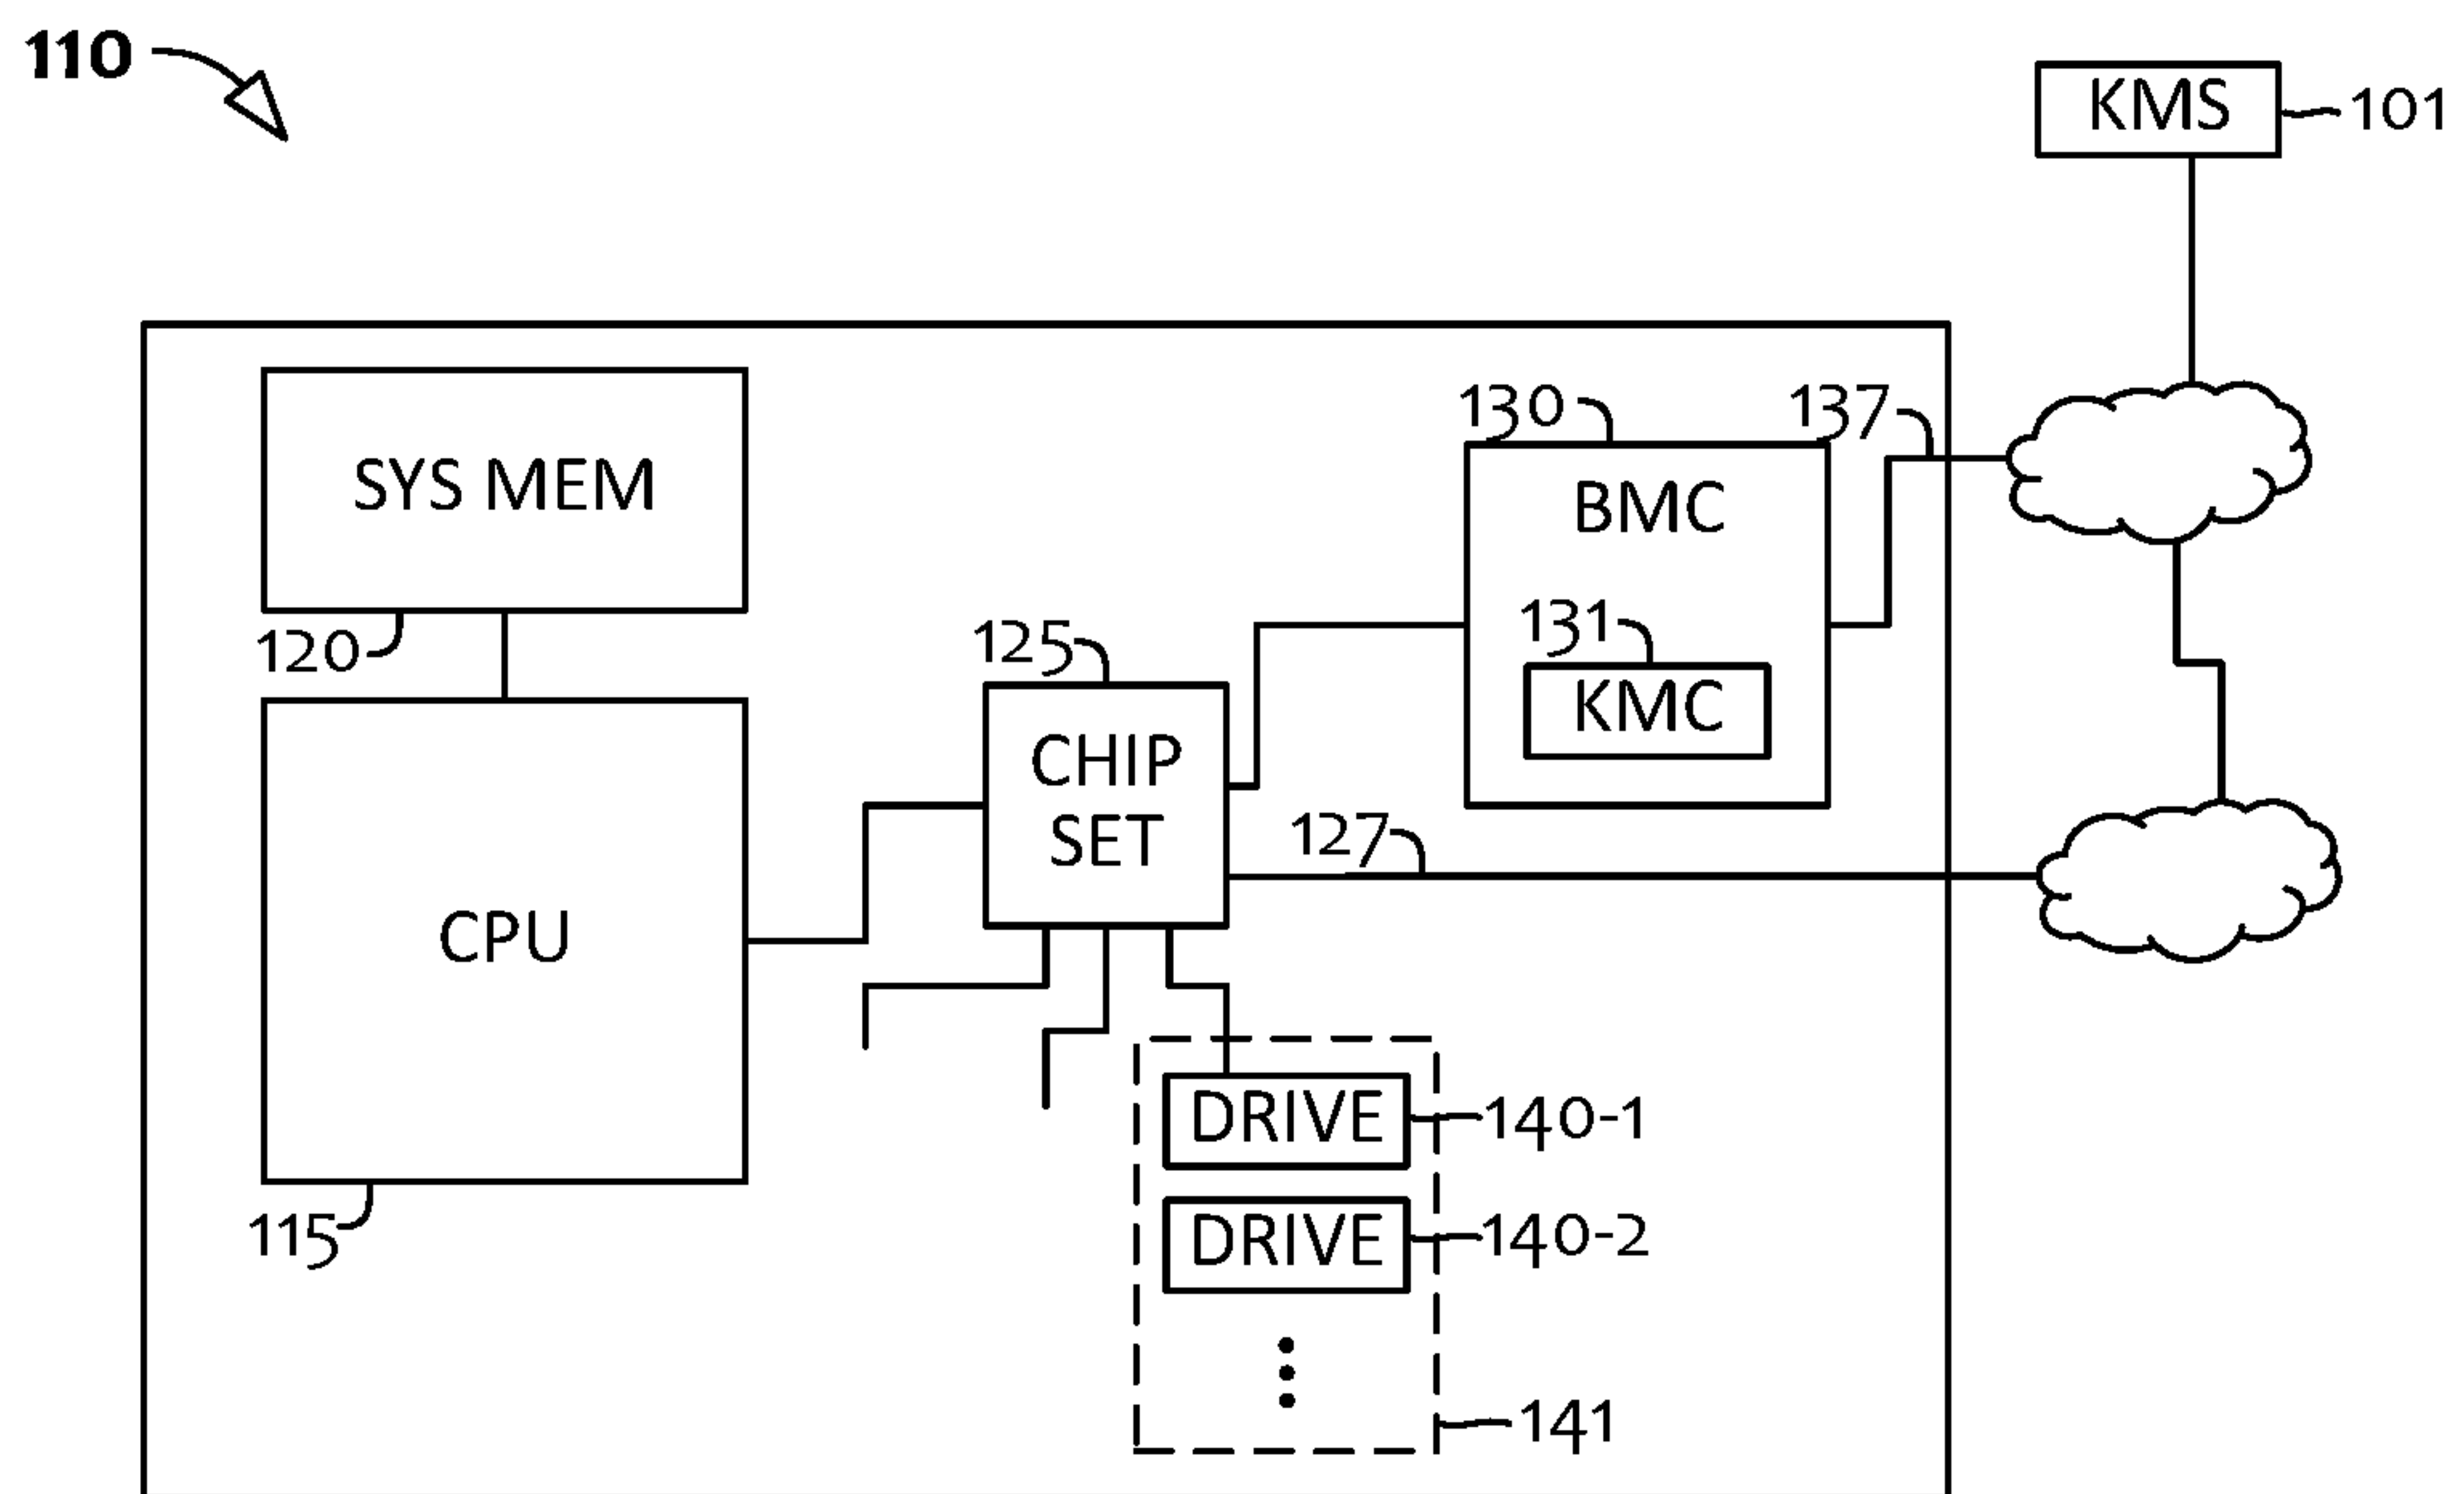 110
KMS
101
130
137
SYS MEM
BMC
120
125
131
KMC
CHIP
SET
127
CPU
115
DRIVE
140-1
DRIVE
140-2
141